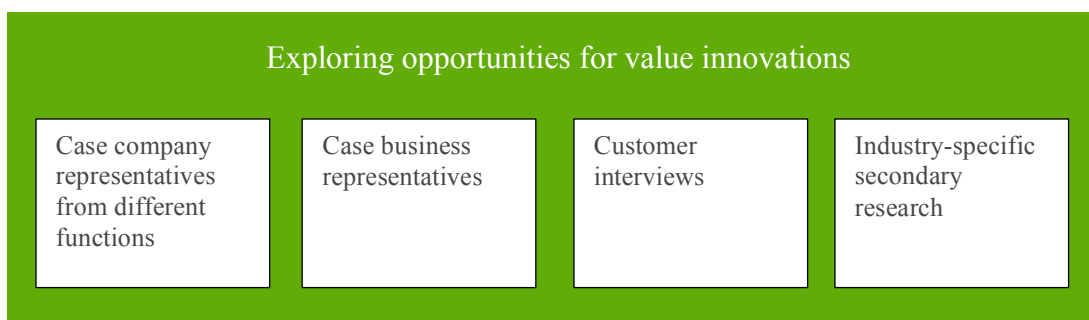 Exploring opportunities for value innovations
Case company
representatives
from different
functions
Case business
representatives
Customer
interviews
Industry-specific
secondary
research